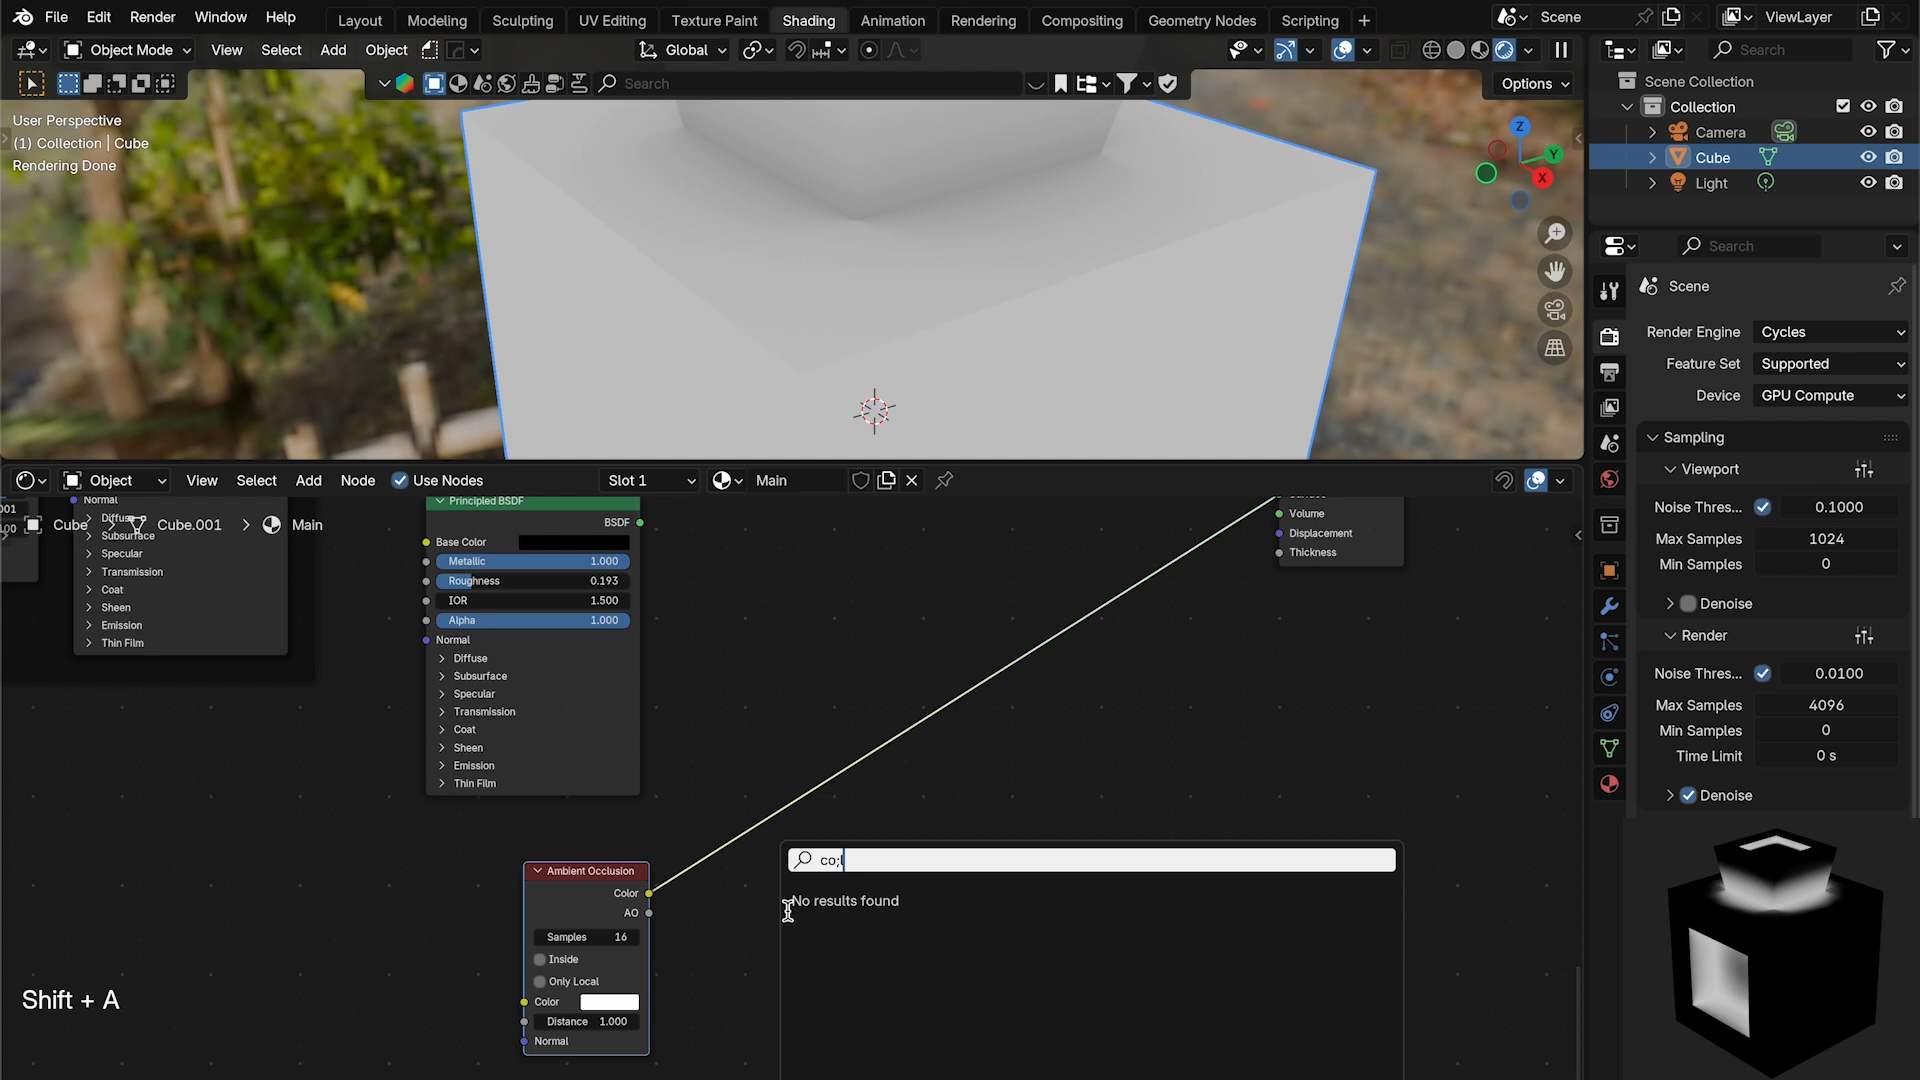 File Edit Render Window Help Layout Modeling Sculpting UV Editing Texture Paint Shading Animation Rendering Compositing Geometry Nodes Scripting + Scene ViewLayer
Object Mode View Select Add Object Global Search
Search Options
User Perspective
(1) Collection | Cube
Rendering Done
Z
Y
X
Scene Collection
Collection
Camera
Cube
Light
Search
Scene
Render Engine Cycles
Feature Set Supported
Device GPU Compute
Sampling
Viewport
Noise Thres... 0.1000
Max Samples 1024
Min Samples 0
Denoise
Render
Noise Thres... 0.0100
Max Samples 4096
Min Samples 0
Time Limit 0 s
Denoise
Object View Select Add Node Use Nodes Slot 1 Main
Cube Cube.001 Main
001
100
Normal
Diffuse
Subsurface
Specular
Transmission
Coat
Sheen
Emission
Thin Film
Principled BSDF
BSDF
Base Color
Metallic 1.000
Roughness 0.193
IOR 1.500
Alpha 1.000
Normal
Diffuse
Subsurface
Specular
Transmission
Coat
Sheen
Emission
Thin Film
Volume
Displacement
Thickness
Ambient Occlusion
Color
AO
Samples 16
Inside
Only Local
Color
Distance 1.000
Normal
co;l
No results found
Shift + A